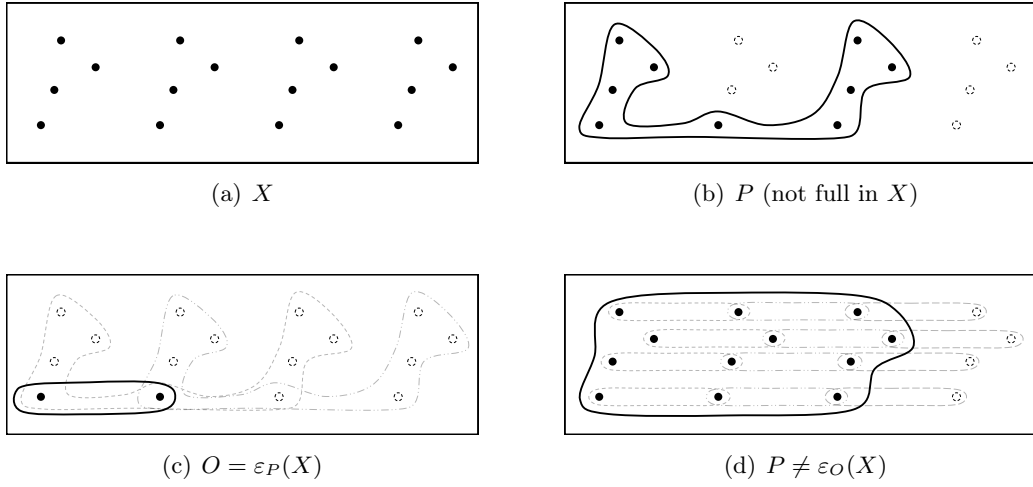 (a) X
(b) P (not full in X)
(c) O = ε_P(X)
(d) P ≠ ε_O(X)